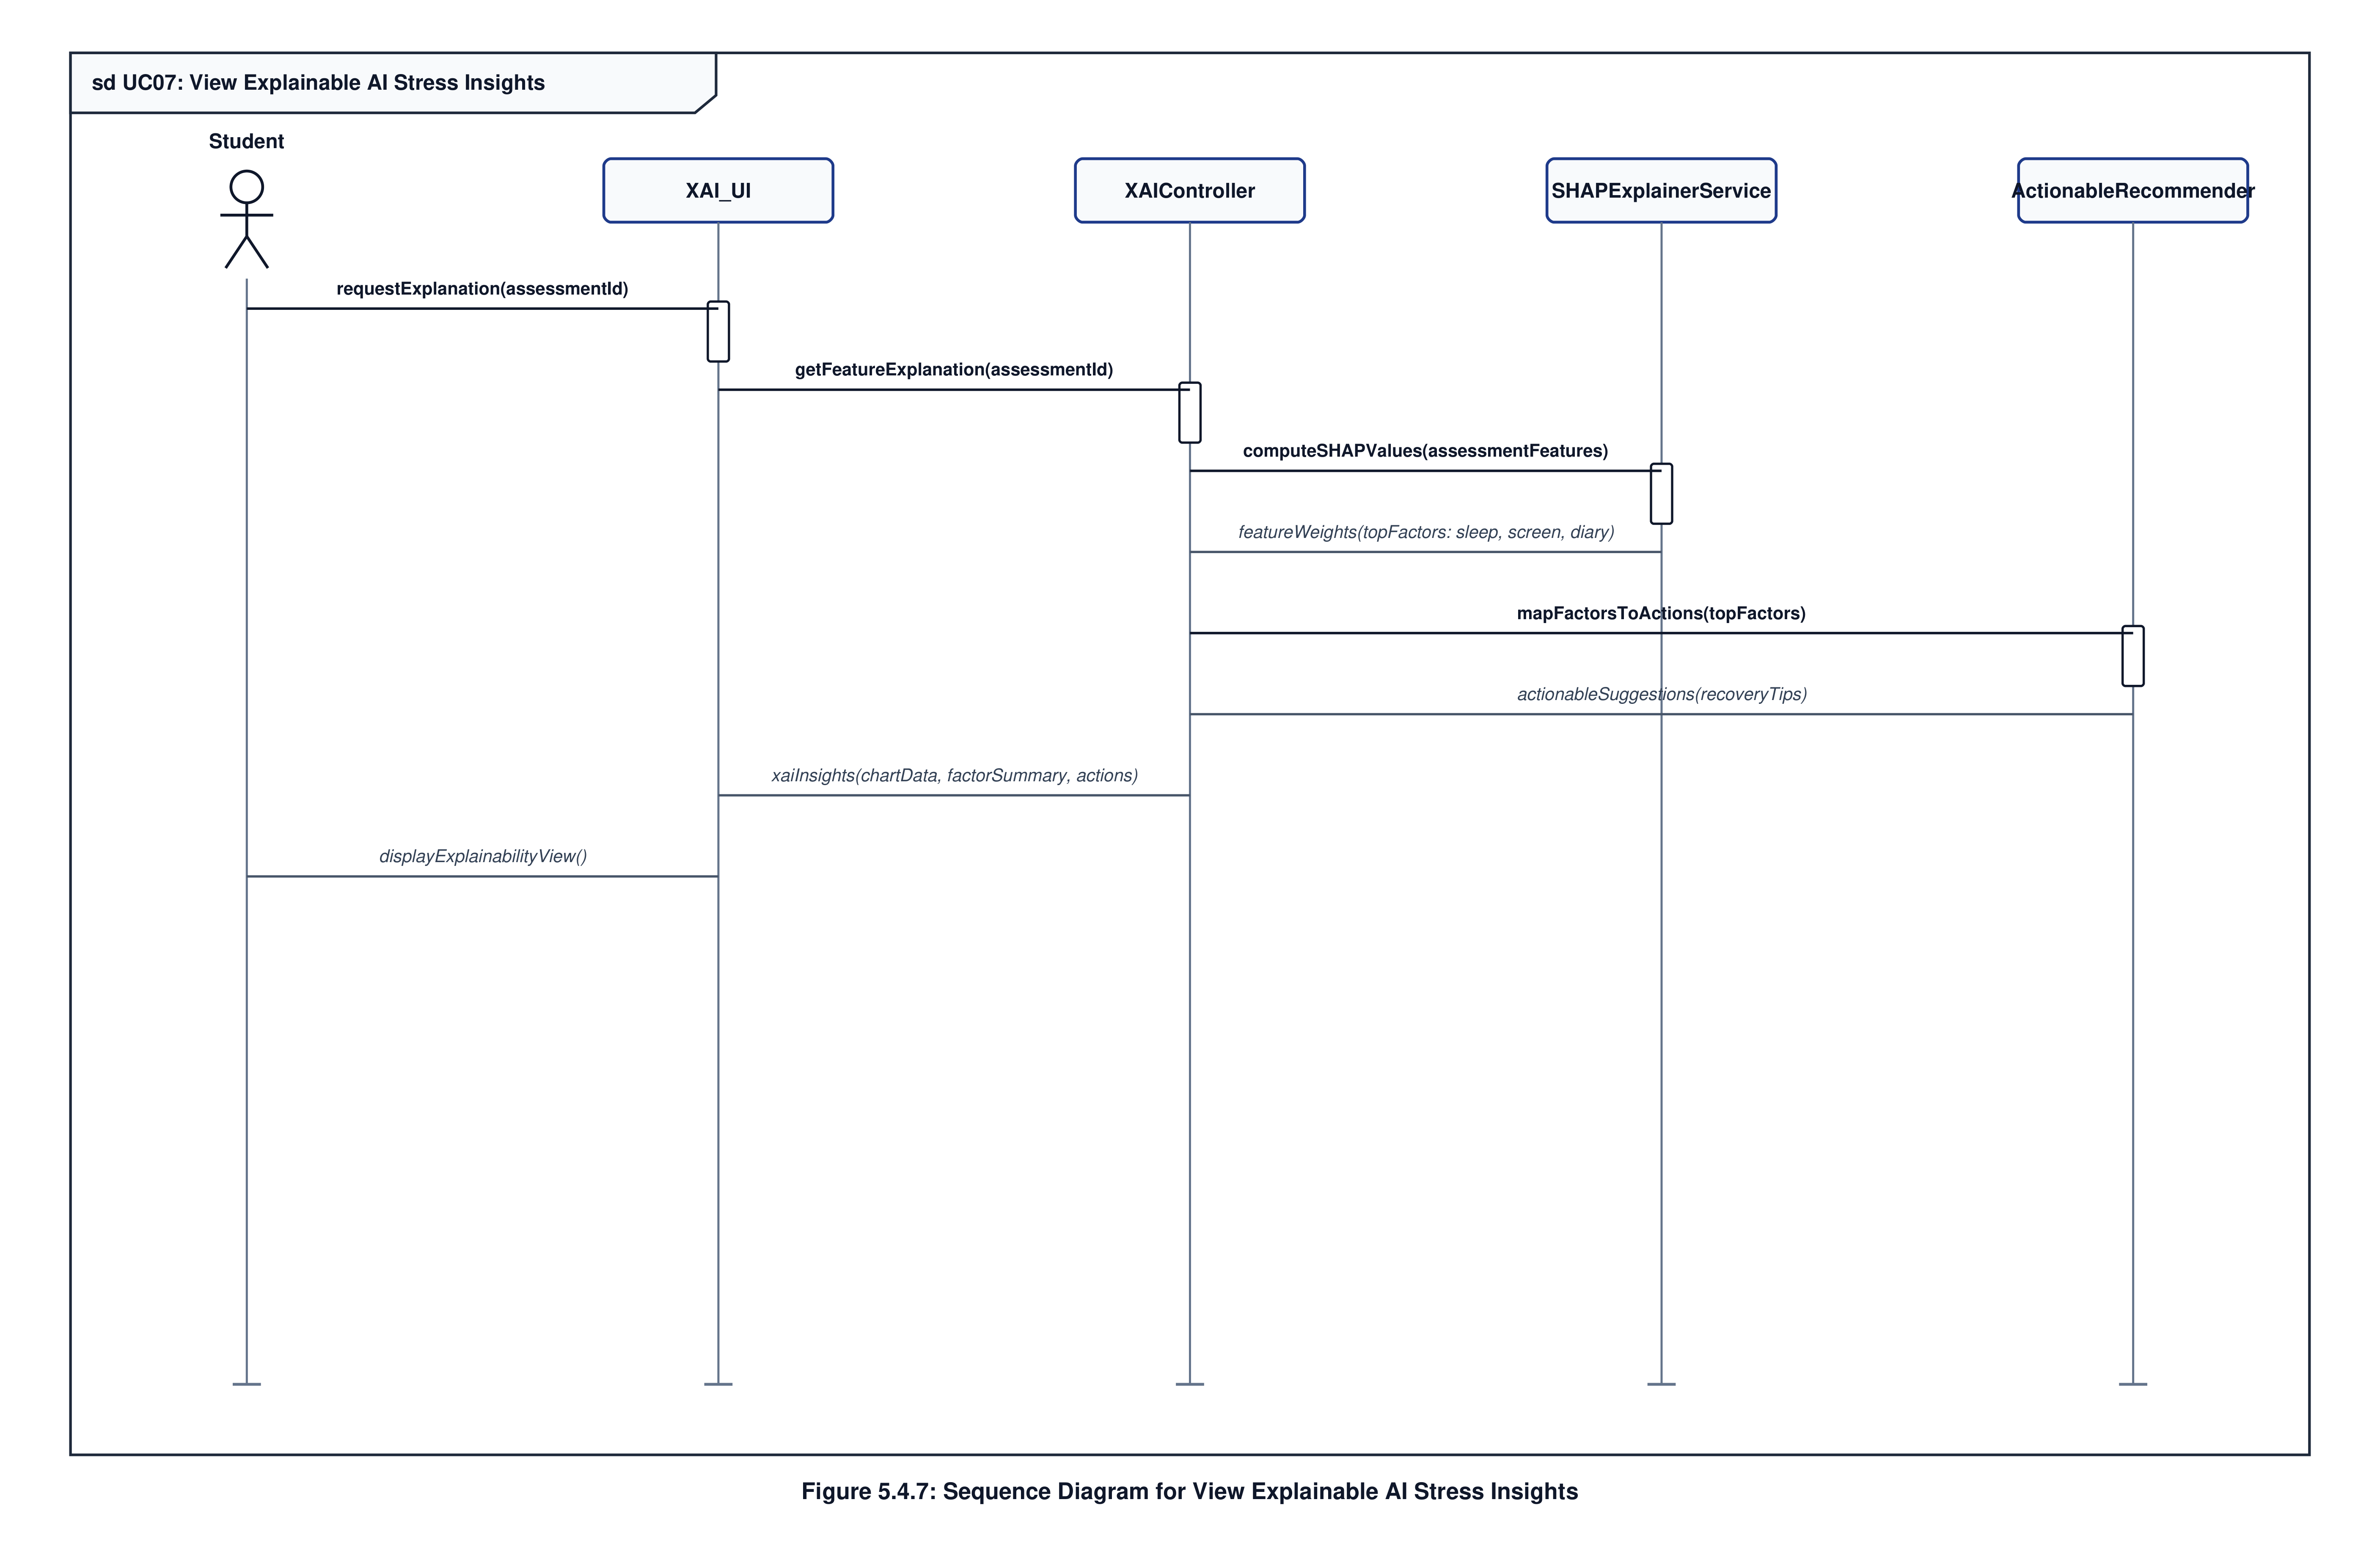 sd UC07: View Explainable AI Stress Insights
Student
XAI_UI
XAIController
SHAPExplainerService
ActionableRecommender
requestExplanation(assessmentId)
getFeatureExplanation(assessmentId)
computeSHAPValues(assessmentFeatures)
featureWeights(topFactors: sleep, screen, diary)
mapFactorsToActions(topFactors)
actionableSuggestions(recoveryTips)
xaiInsights(chartData, factorSummary, actions)
displayExplainabilityView()
Figure 5.4.7: Sequence Diagram for View Explainable AI Stress Insights